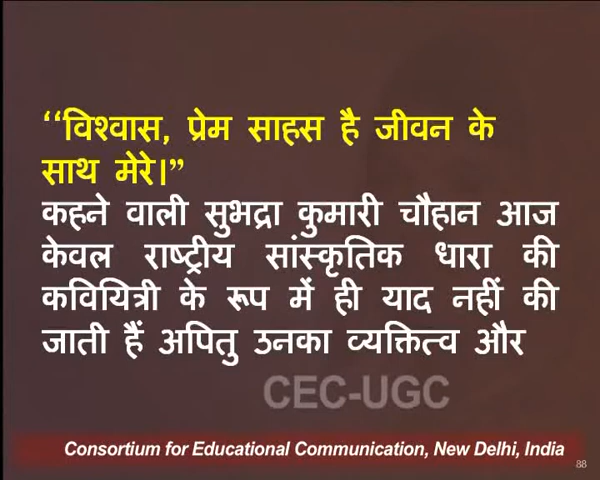 ‘‘विश्वास, प्रेम साहस है जीवन के
साथ मेरे।”
कहने वाली सुभद्रा कुमारी चौहान आज
केवल राष्ट्रीय सांस्कृतिक धारा की
कवियित्री के रूप में ही याद नहीं की
जाती हैं अपितु उनका व्यक्तित्व और
CEC-UGC
Consortium for Educational Communication, New Delhi, India
88